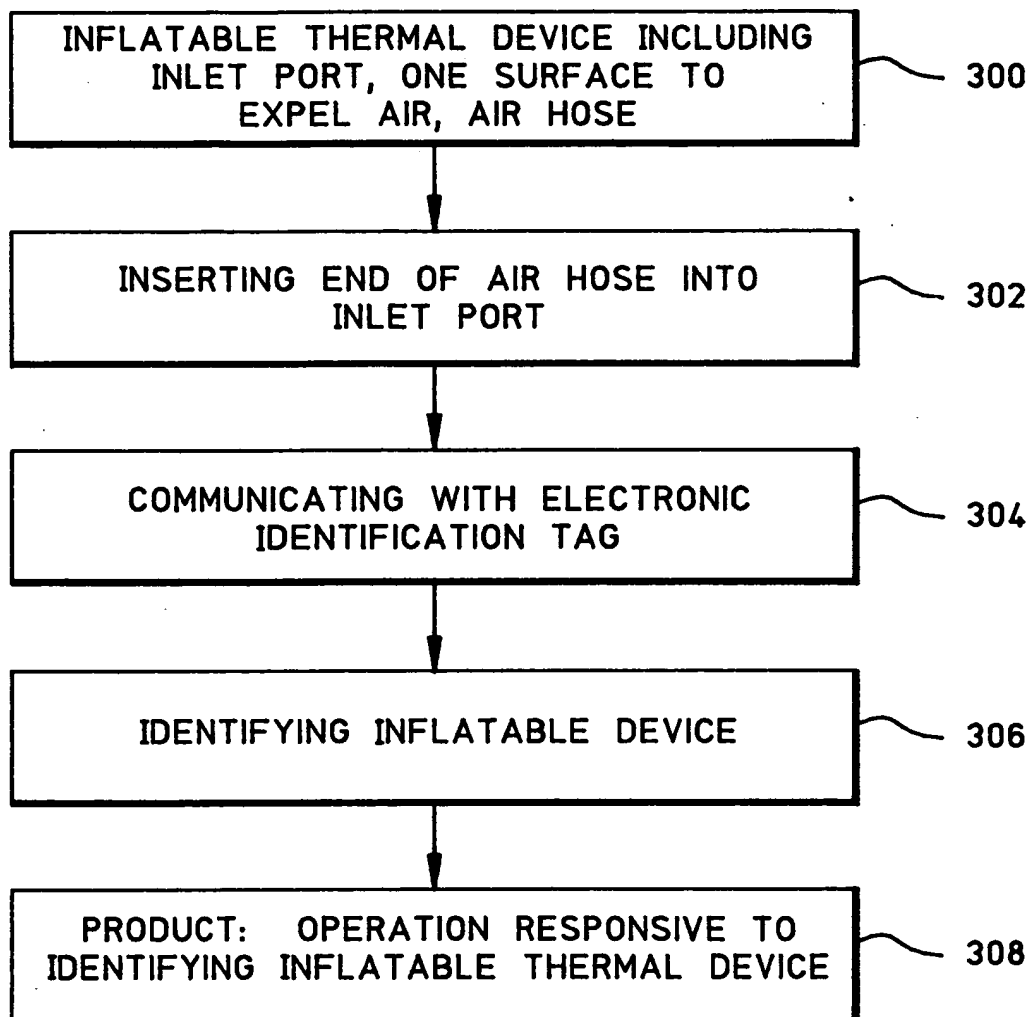 INFLATABLE THERMAL DEVICE INCLUDING
INLET PORT, ONE SURFACE TO
EXPEL AIR, AIR HOSE
300
INSERTING END OF AIR HOSE INTO
INLET PORT
302
COMMUNICATING WITH ELECTRONIC
IDENTIFICATION TAG
304
IDENTIFYING INFLATABLE DEVICE
306
PRODUCT: OPERATION RESPONSIVE TO
IDENTIFYING INFLATABLE THERMAL DEVICE
308